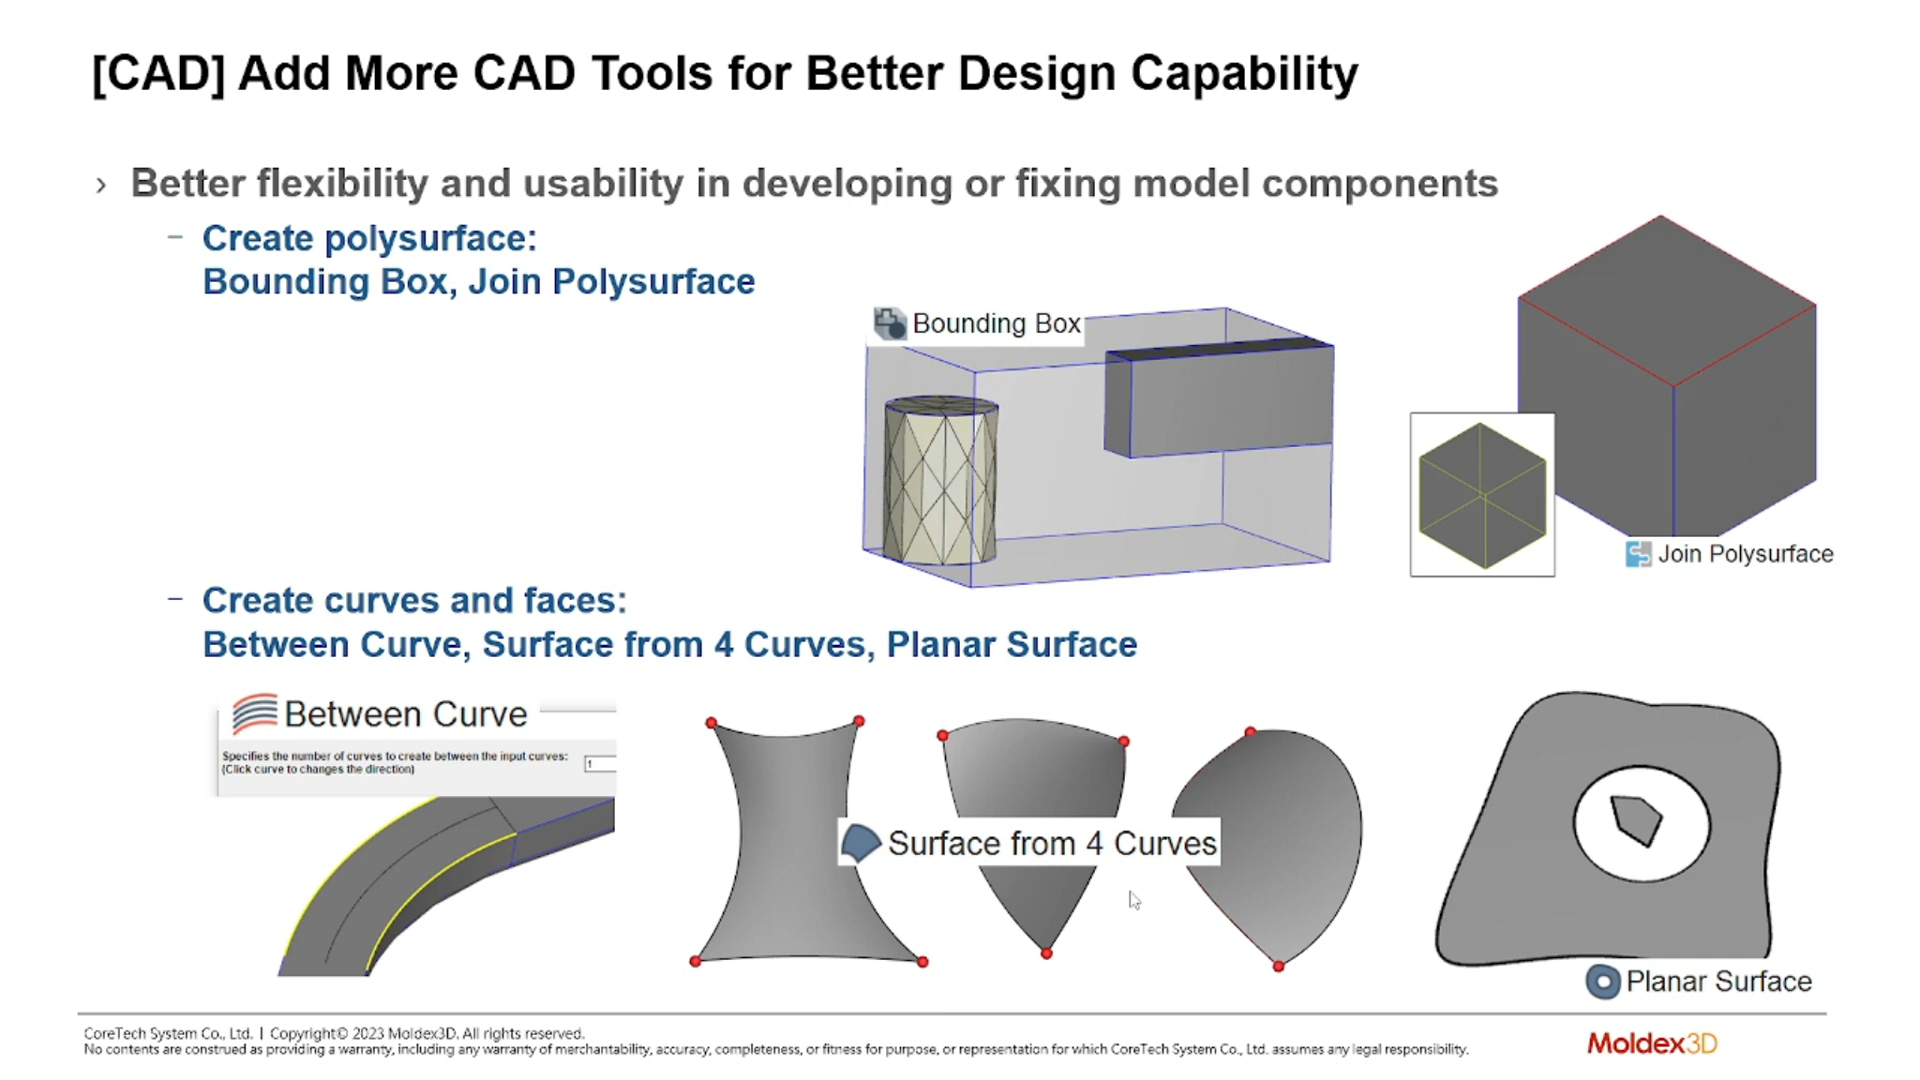 [CAD] Add More CAD Tools for Better Design Capability
› Better flexibility and usability in developing or fixing model components
– Create polysurface:
Bounding Box, Join Polysurface
Bounding Box
Join Polysurface
– Create curves and faces:
Between Curve, Surface from 4 Curves, Planar Surface
Between Curve
Specifies the number of curves to create between the input curves:
1
(Click curve to changes the direction)
Surface from 4 Curves
Planar Surface
CoreTech System Co., Ltd. | Copyright© 2023 Moldex3D. All rights reserved.
No contents are construed as providing a warranty, including any warranty of merchantability, accuracy, completeness, or fitness for purpose, or representation for which CoreTech System Co., Ltd. assumes any legal responsibility.
Moldex3D